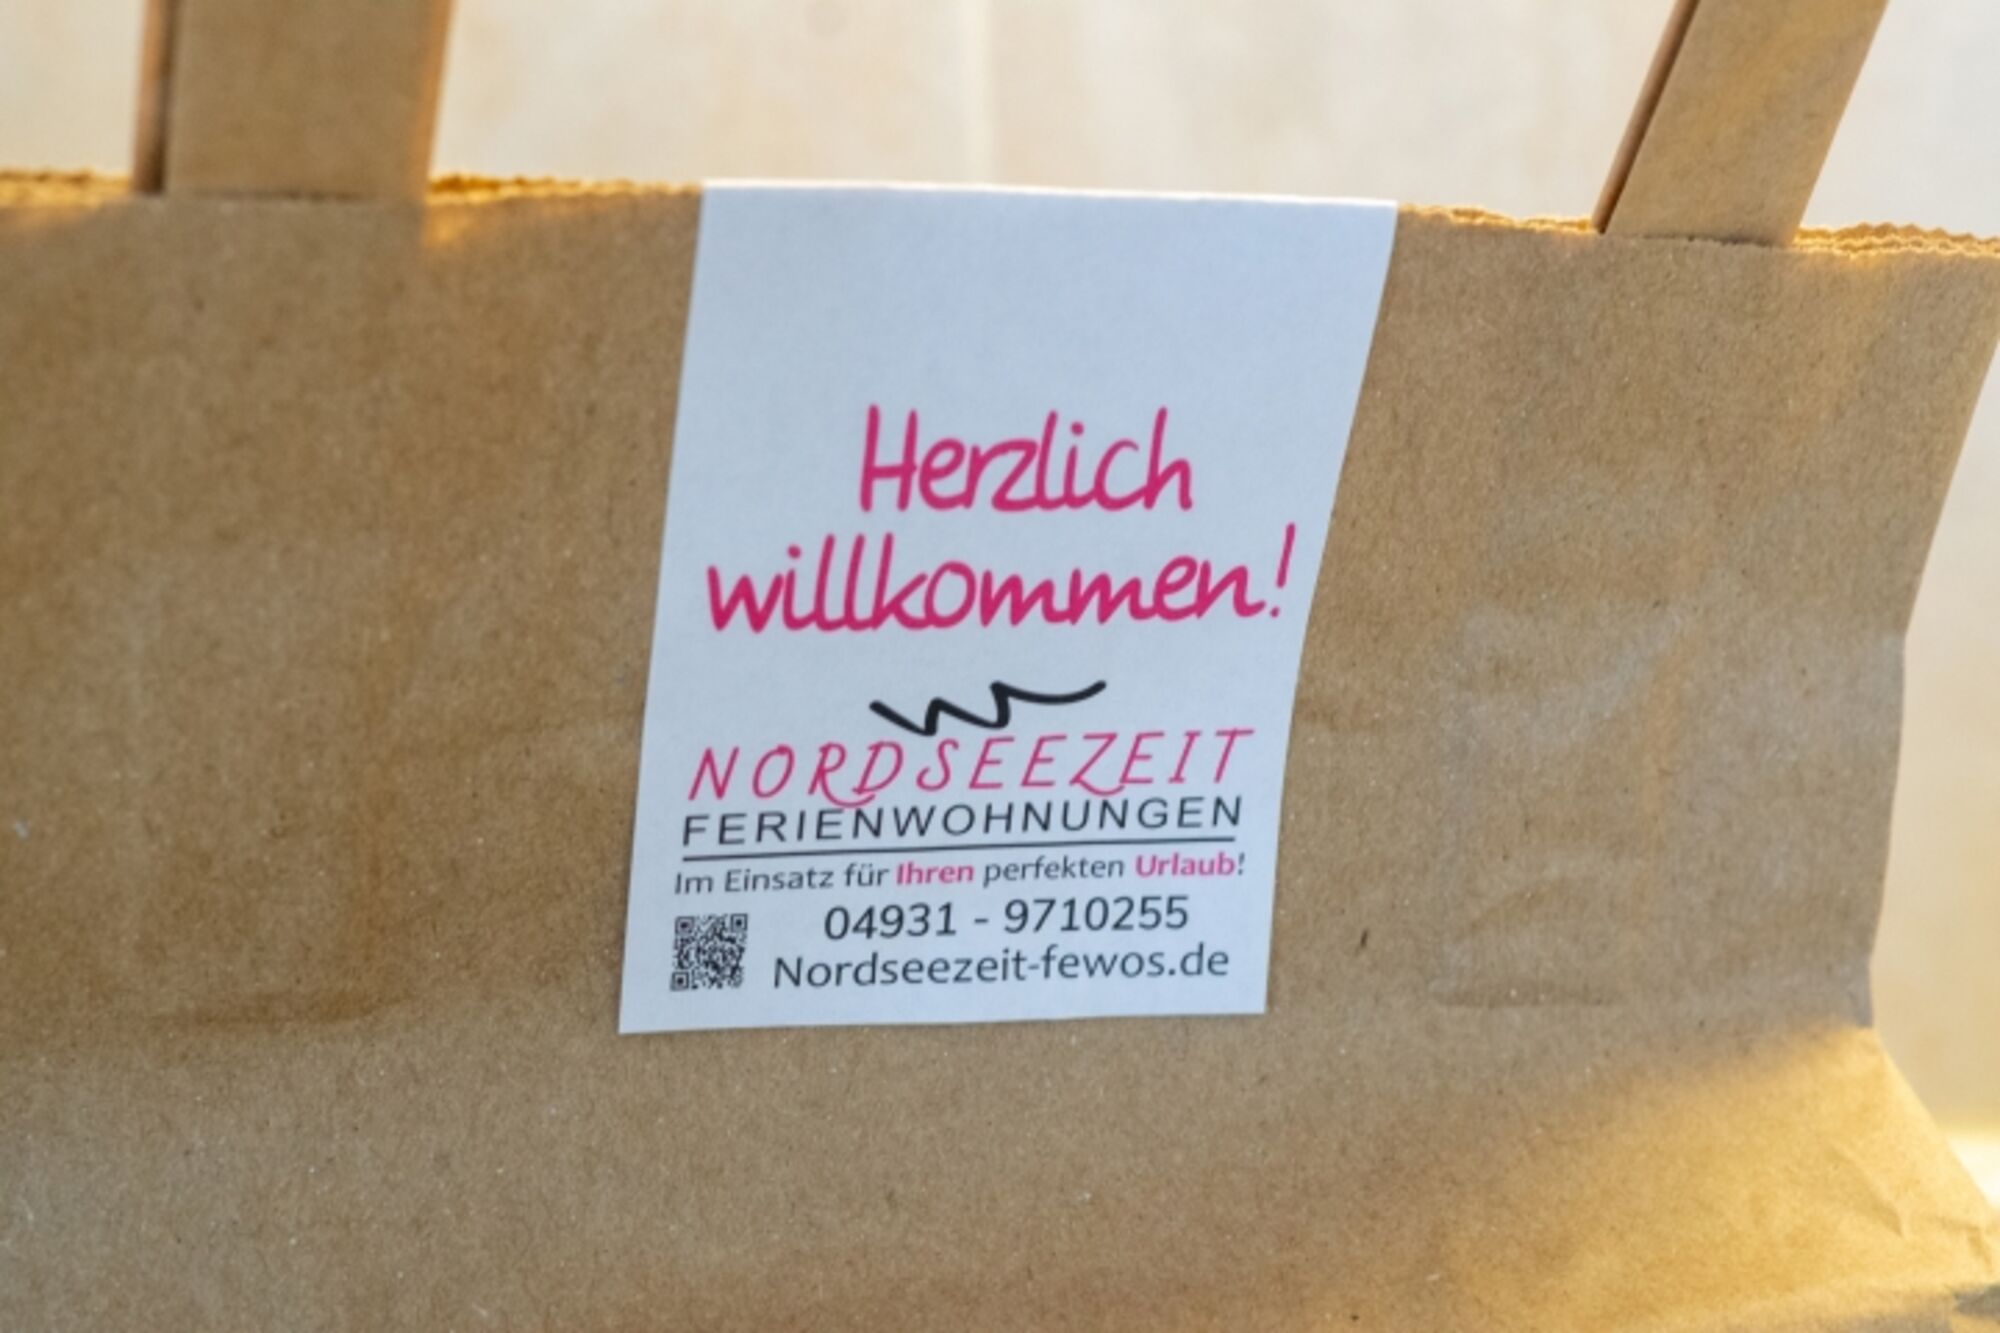 Herzlich
willkommen!
NORDSEEZEIT
FERIENWOHNUNGEN
Im Einsatz für Ihren perfekten Urlaub!
04931 - 9710255
Nordseezeit-fewos.de